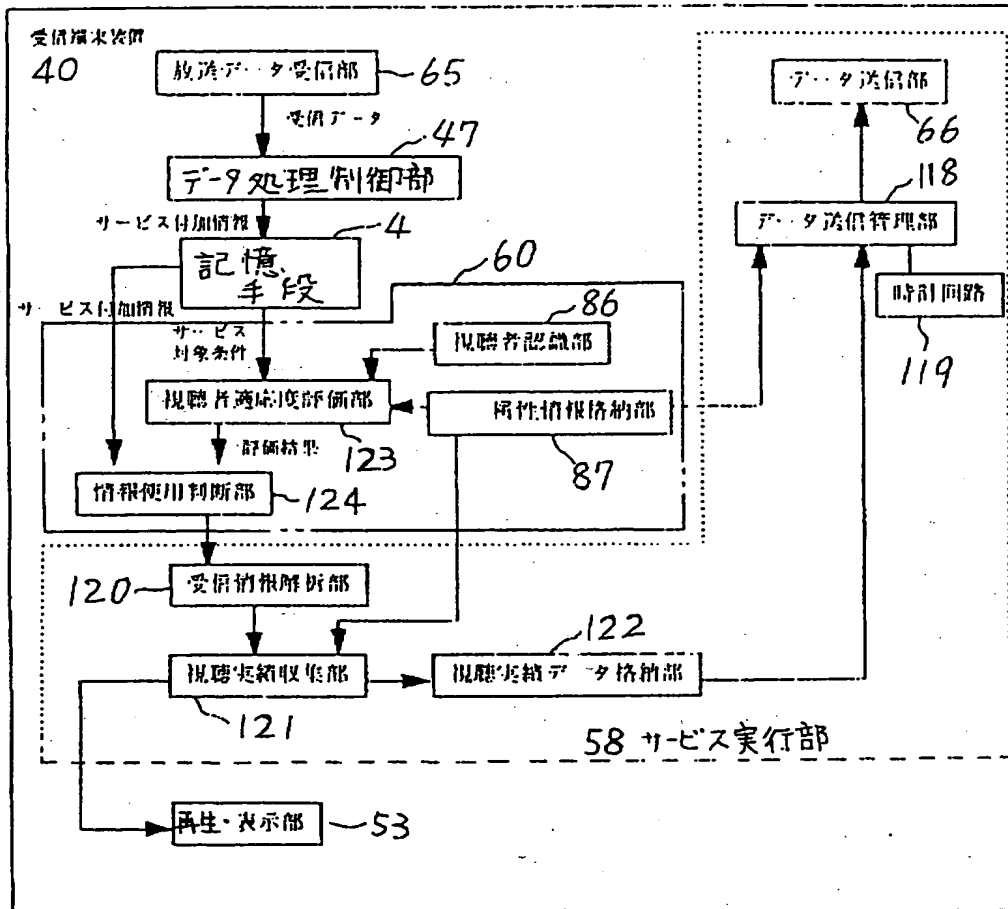 受信端末装置
40
放送データ受信部
65
受信データ
47
データ処理制御部
サービス付加情報
4
記憶
手段
60
サービス付加情報
サービス
対象条件
86
視聴者認識部
視聴者適応度評価部
123
属性情報格納部
87
評価結果
情報使用判断部
124
データ送信部
66
118
データ送信管理部
時計回路
119
120
受信情報解析部
122
視聴実績収集部
121
視聴実績データ格納部
58 サービス実行部
再生・表示部
53